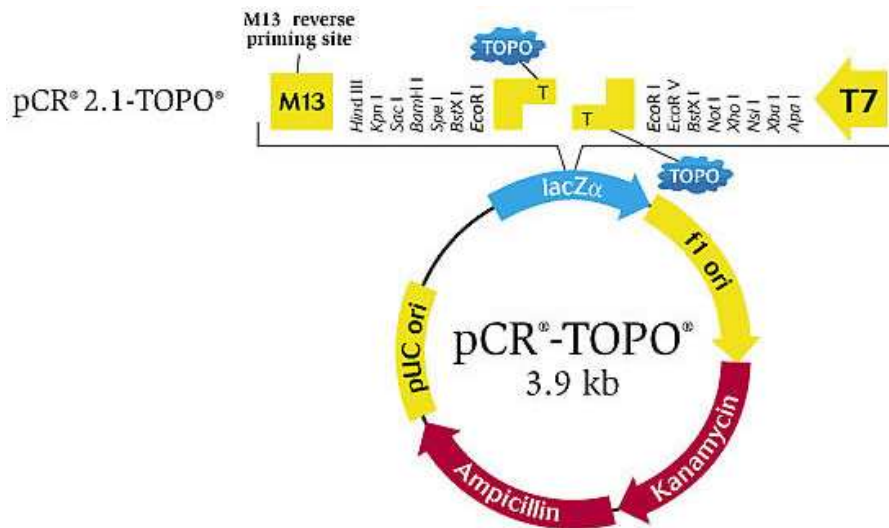 M13 reverse
priming site
TOPO
pCR® 2.1-TOPO®
M13
Hind III
Kpn I
Sac I
BamH I
Spe I
BstX I
EcoR I
T
T
EcoR I
EcoR V
BstX I
Not I
Xho I
Nsi I
Xba I
Apa I
T7
TOPO
lacZα
f1 ori
pUC ori
pCR®-TOPO®
3.9 kb
Kanamycin
Ampicillin